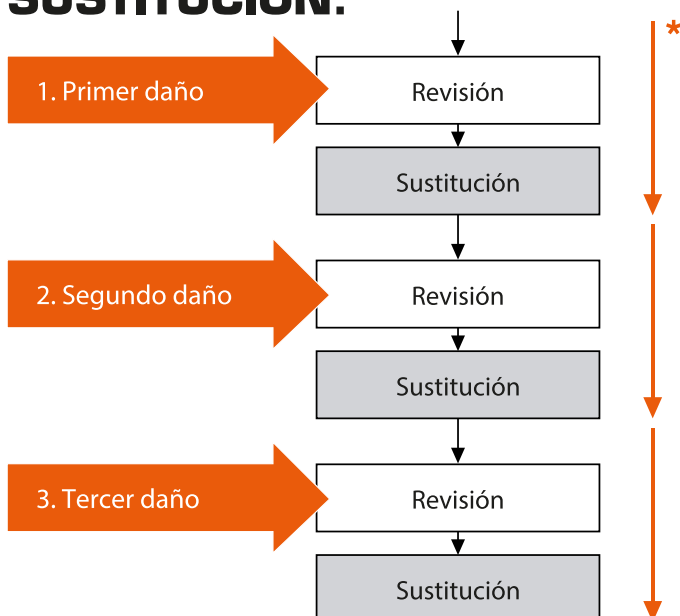 SUSTITUCIÓN.
*
1. Primer daño
Revisión
Sustitución
2. Segundo daño
Revisión
Sustitución
3. Tercer daño
Revisión
Sustitución